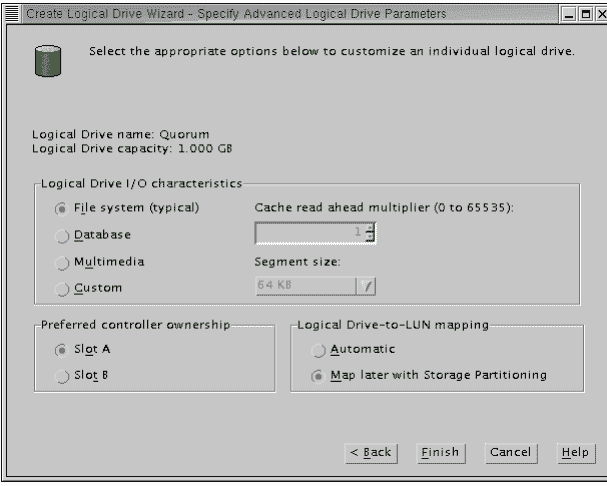 Create Logical Drive Wizard - Specify Advanced Logical Drive Parameters
Select the appropriate options below to customize an individual logical drive.
Logical Drive name: Quorum
Logical Drive capacity: 1.000 GB
Logical Drive I/O characteristics
File system (typical)
Database
Multimedia
Custom
Cache read ahead multiplier (0 to 65535):
1
Segment size:
64 KB
Preferred controller ownership
Slot A
Slot B
Logical Drive-to-LUN mapping
Automatic
Map later with Storage Partitioning
< Back
Finish
Cancel
Help